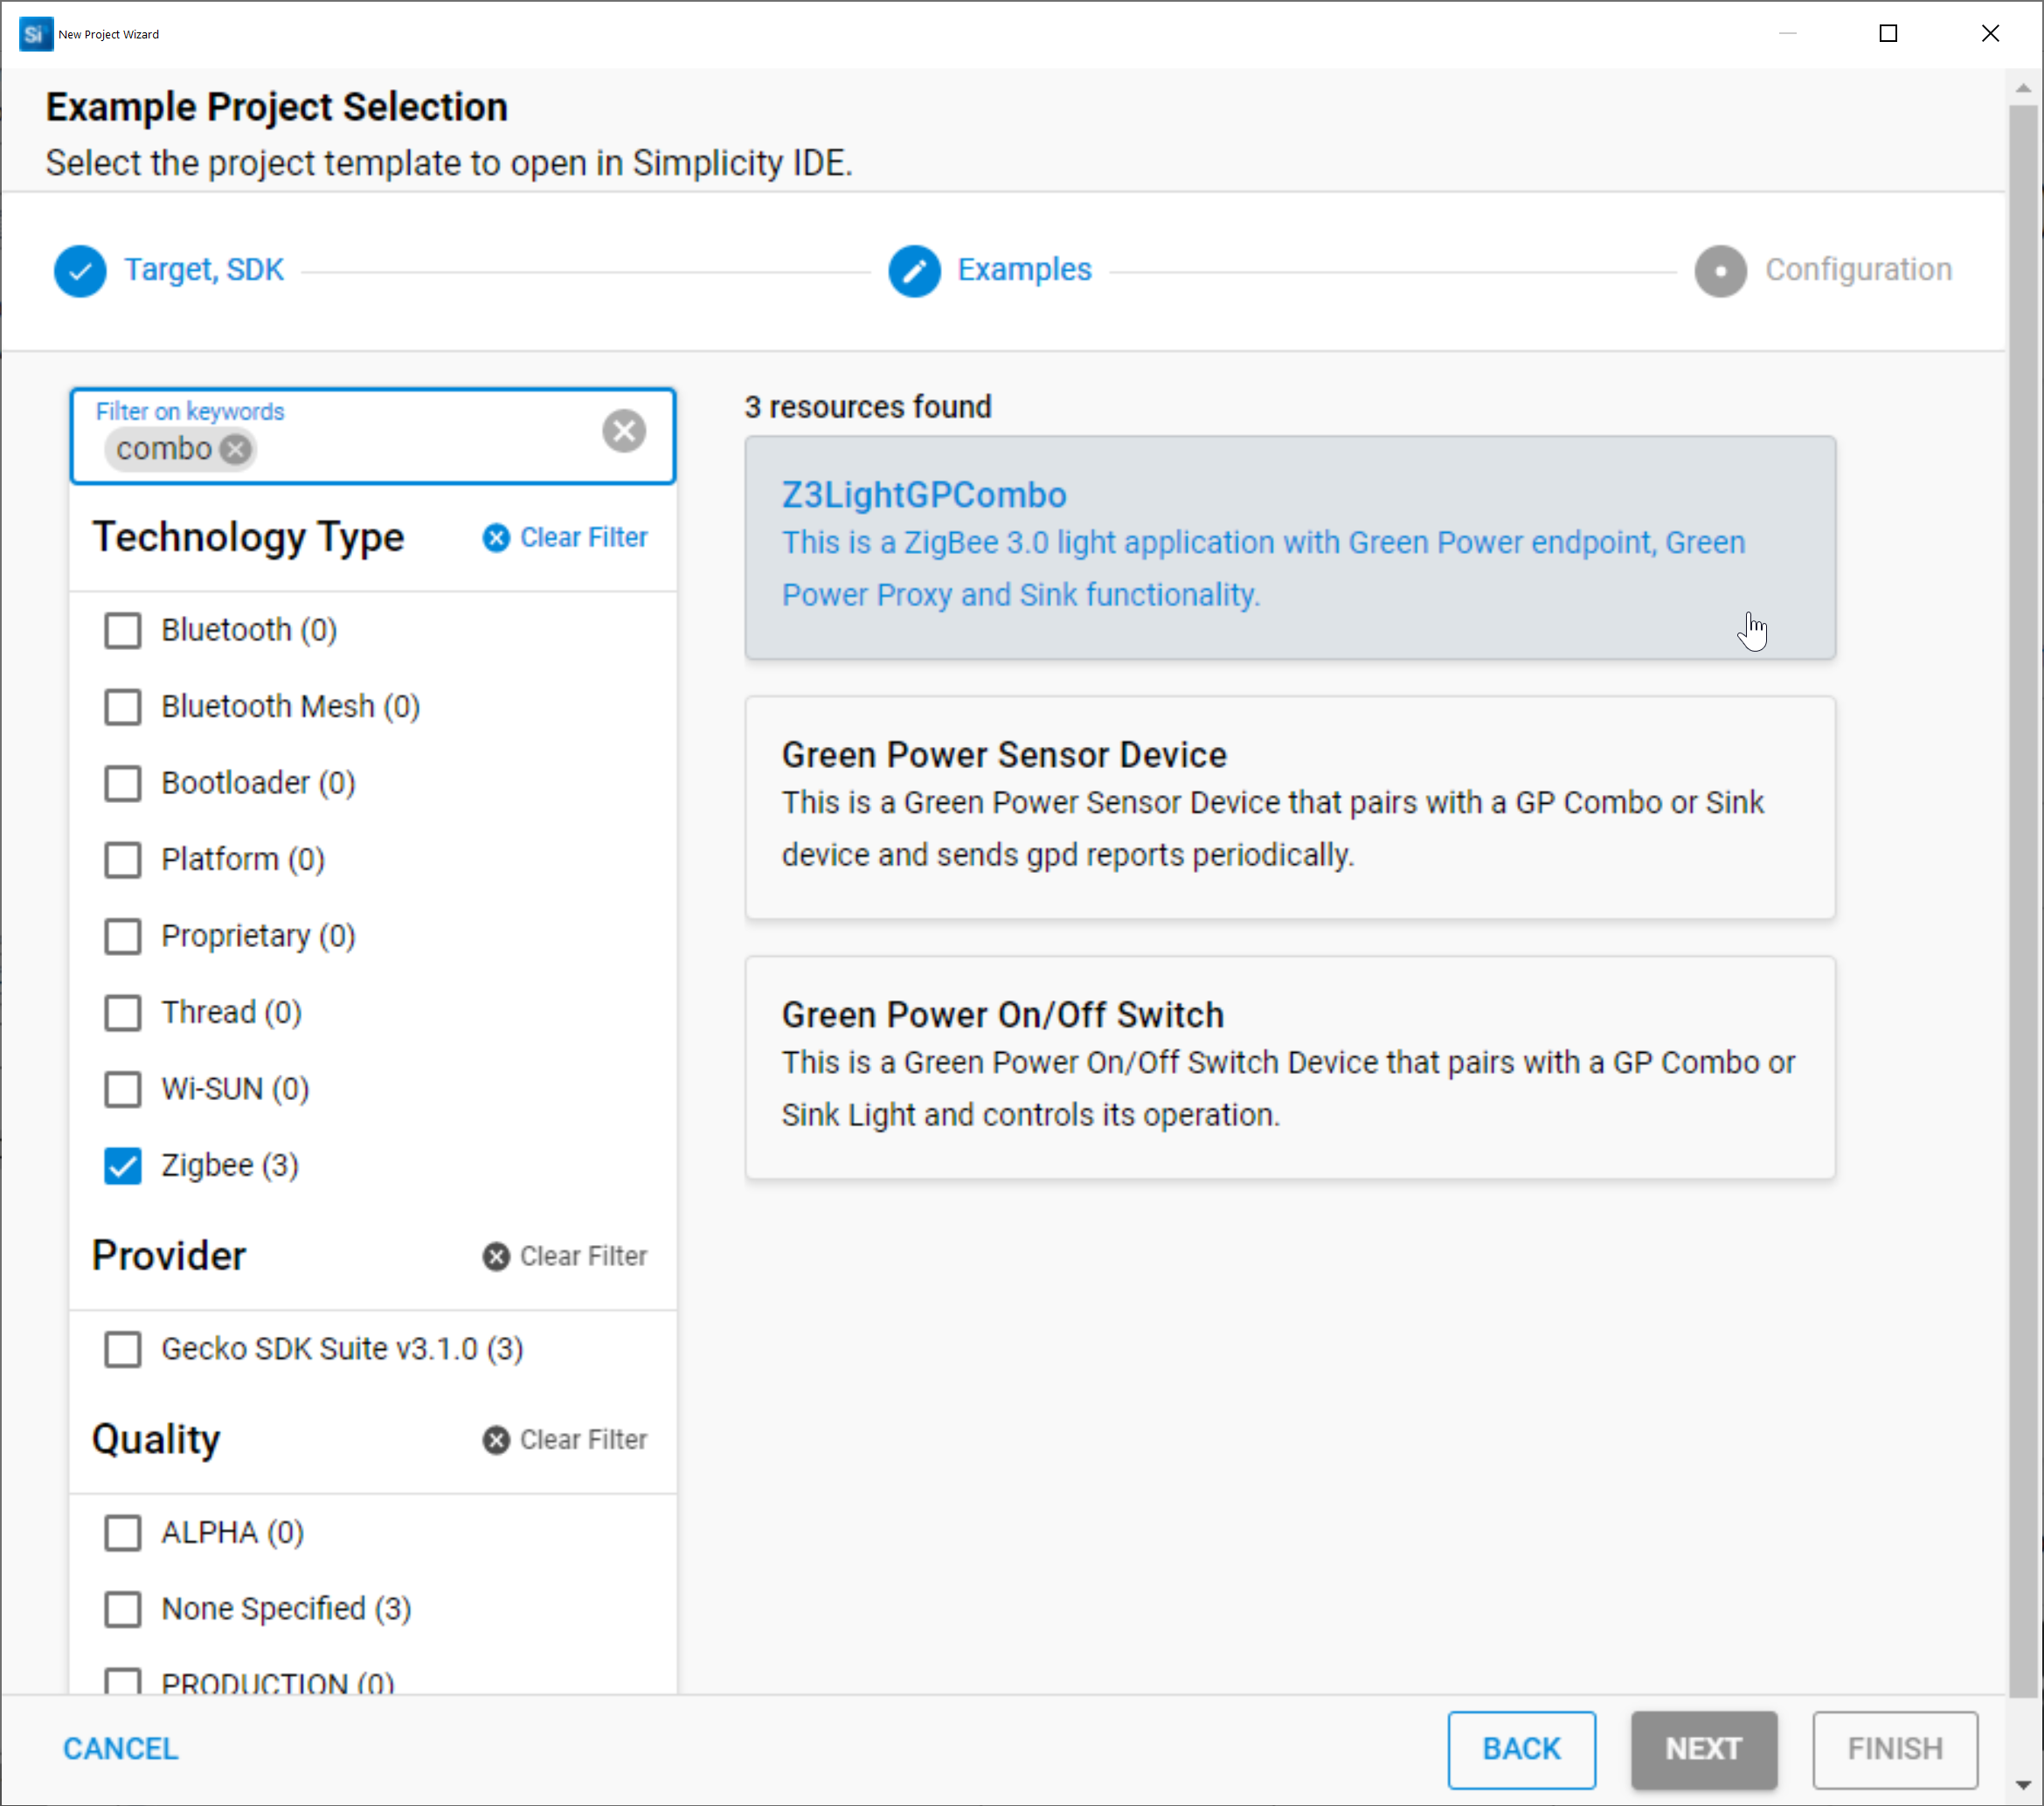 Si
New Project Wizard
Example Project Selection
Select the project template to open in Simplicity IDE.
Target, SDK
Examples
Configuration
Filter on keywords
combo
Technology Type
Clear Filter
Bluetooth (0)
Bluetooth Mesh (0)
Bootloader (0)
Platform (0)
Proprietary (0)
Thread (0)
Wi-SUN (0)
Zigbee (3)
Provider
Clear Filter
Gecko SDK Suite v3.1.0 (3)
Quality
Clear Filter
ALPHA (0)
None Specified (3)
PRODUCTION (0)
3 resources found
Z3LightGPCombo
This is a ZigBee 3.0 light application with Green Power endpoint, Green
Power Proxy and Sink functionality.
Green Power Sensor Device
This is a Green Power Sensor Device that pairs with a GP Combo or Sink
device and sends gpd reports periodically.
Green Power On/Off Switch
This is a Green Power On/Off Switch Device that pairs with a GP Combo or
Sink Light and controls its operation.
CANCEL
BACK
NEXT
FINISH